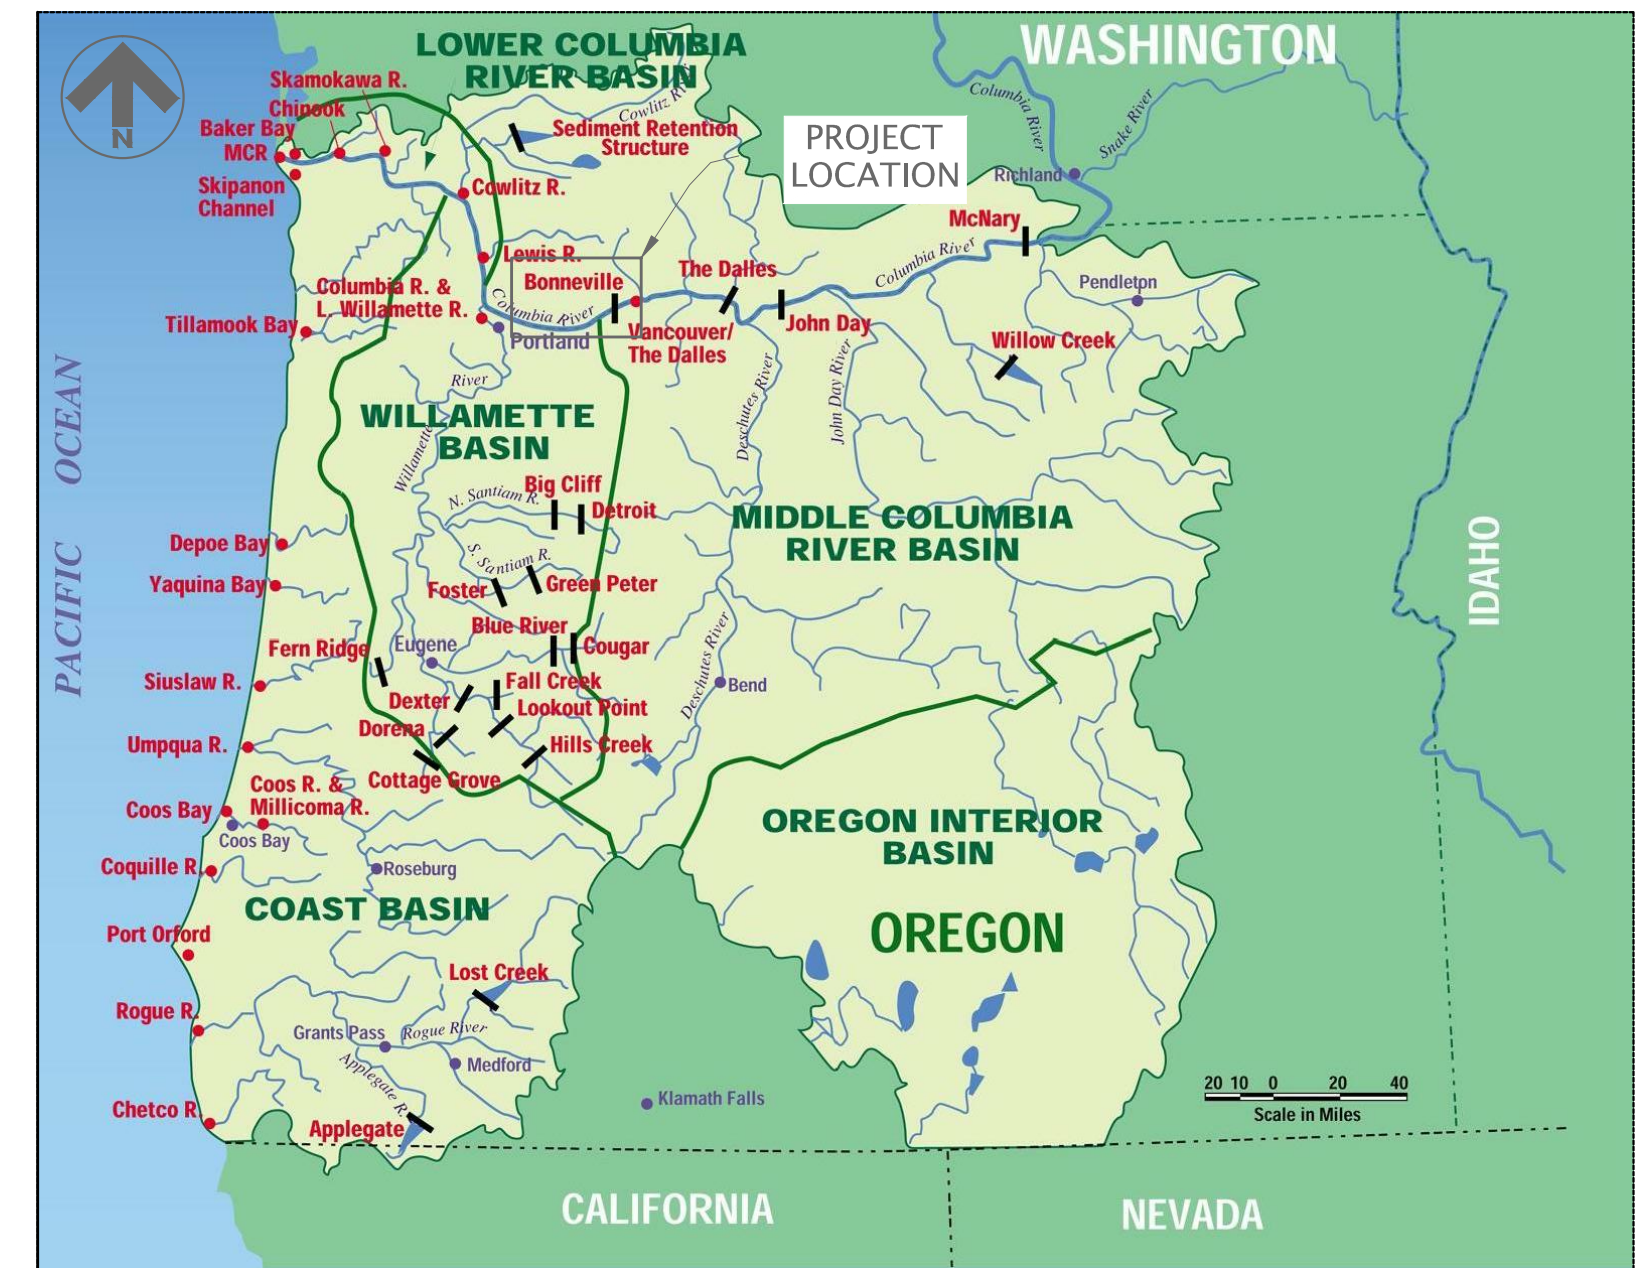 WASHINGTON
LOWER COLUMBIA
RIVER BASIN
Skamokawa R.
Chinook
Baker Bay
MCR
Skipanon
Channel
N
Cowlitz River
Sediment Retention
Structure
PROJECT
LOCATION
Columbia River
Snake River
Richland
Cowlitz R.
McNary
Lewis R.
Bonneville
The Dalles
Columbia River
Pendleton
Columbia R. &
L. Willamette R.
Columbia River
Tillamook Bay
Portland
Vancouver/
The Dalles
John Day
Willow Creek
PACIFIC OCEAN
River
Willamette
WILLAMETTE
BASIN
Deschutes River
John Day River
Big Cliff
N. Santiam R.
Detroit
MIDDLE COLUMBIA
RIVER BASIN
IDAHO
Depoe Bay
S. Santiam R.
Yaquina Bay
Foster
Green Peter
Blue River
Fern Ridge
Eugene
Cougar
Deschutes River
Siuslaw R.
Fall Creek
Bend
Dexter
Lookout Point
Dorena
Umpqua R.
Hills Creek
Cottage Grove
Coos R. &
Millicoma R.
Coos Bay
Coos Bay
OREGON INTERIOR
BASIN
Coquille R.
Roseburg
COAST BASIN
OREGON
Port Orford
Lost Creek
Rogue R.
Grants Pass
Rogue River
Medford
Applegate R.
Klamath Falls
20 10 0 20 40
Scale in Miles
Chetco R.
Applegate
CALIFORNIA
NEVADA